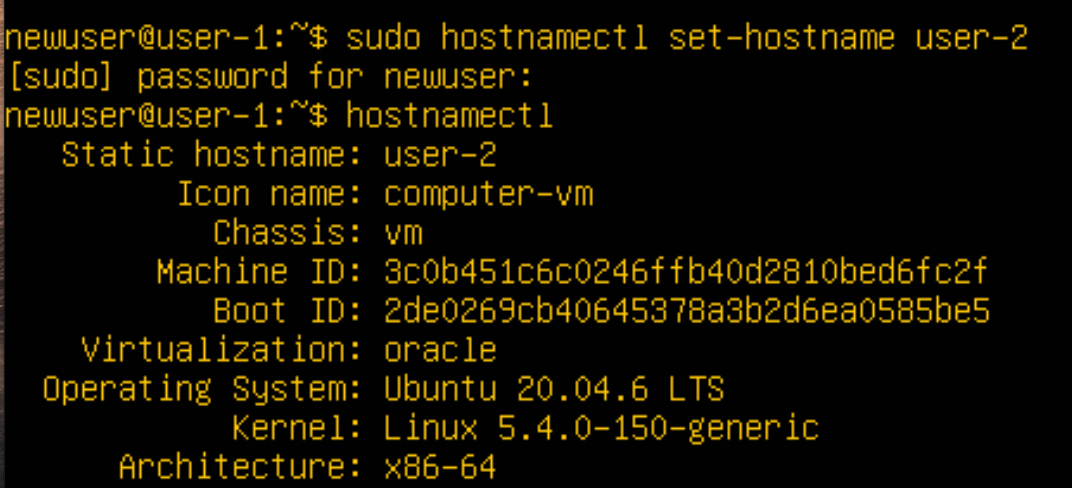 newuser@user-1:~$ sudo hostnamectl set-hostname user-2
[sudo] password for newuser:
newuser@user-1:~$ hostnamectl
Static hostname: user-2
Icon name: computer-vm
Chassis: vm
Machine ID: 3c0b451c6c0246ffb40d2810bed6fc2f
Boot ID: 2de0269cb40645378a3b2d6ea0585be5
Virtualization: oracle
Operating System: Ubuntu 20.04.6 LTS
Kernel: Linux 5.4.0-150-generic
Architecture: x86-64